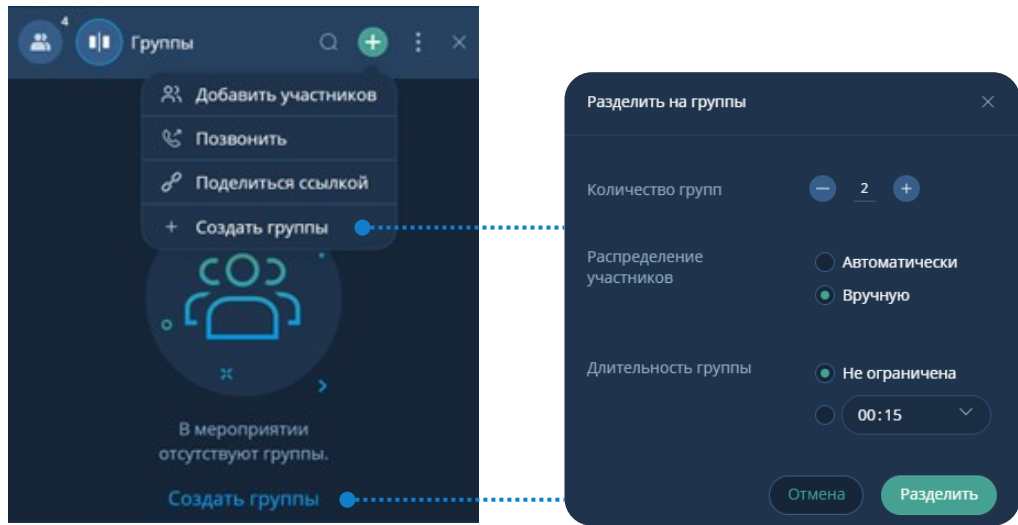 4
Группы
Добавить участников
Позвонить
Поделиться ссылкой
Создать группы
В мероприятии
отсутствуют группы.
Создать группы
Разделить на группы
Количество групп
2
Распределение
участников
Автоматически
Вручную
Длительность группы
Не ограничена
00:15
Отмена
Разделить